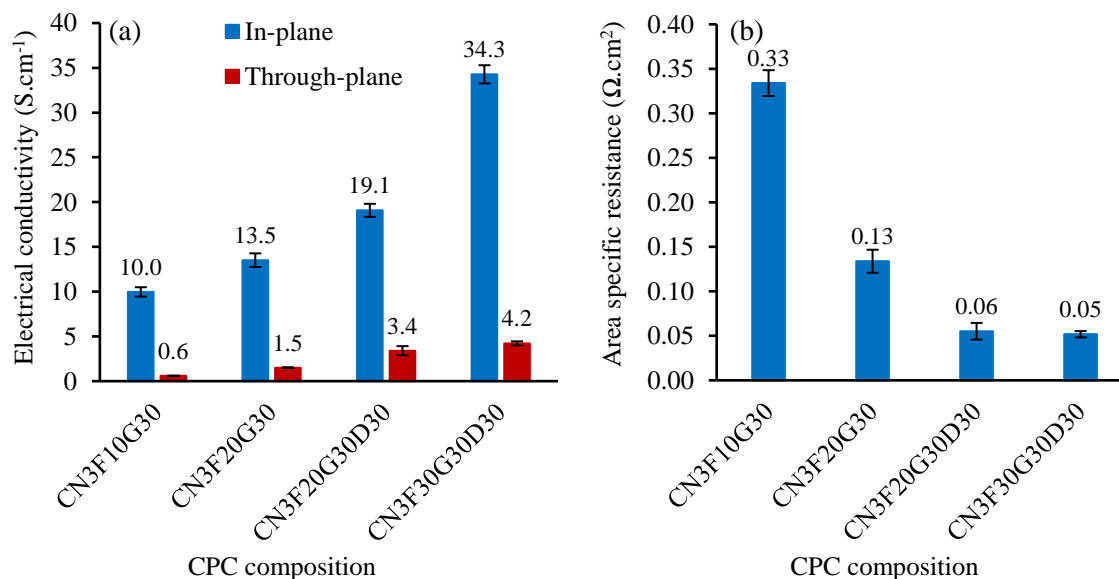 (a)
In-plane
Through-plane
Electrical conductivity (S.cm⁻¹)
40
35
30
25
20
15
10
5
0
10.0
0.6
13.5
1.5
19.1
3.4
34.3
4.2
CN3F10G30
CN3F20G30
CN3F20G30D30
CN3F30G30D30
CPC composition
(b)
Area specific resistance (Ω.cm²)
0.40
0.35
0.30
0.25
0.20
0.15
0.10
0.05
0.00
0.33
0.13
0.06
0.05
CN3F10G30
CN3F20G30
CN3F20G30D30
CN3F30G30D30
CPC composition